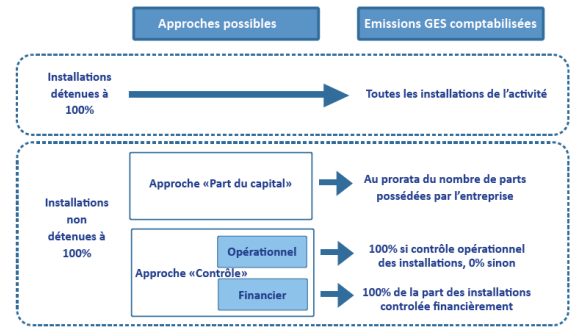 Approches possibles
Emissions GES comptabilisées
Installations
détenues à
100%
Toutes les installations de l'activité
Installations
non
détenues à
100%
Approche «Part du capital»
Au prorata du nombre de parts
possédées par l'entreprise
Approche «Contrôle»
Opérationnel
100% si contrôle opérationnel
des installations, 0% sinon
Financier
100% de la part des installations
controlée financièrement